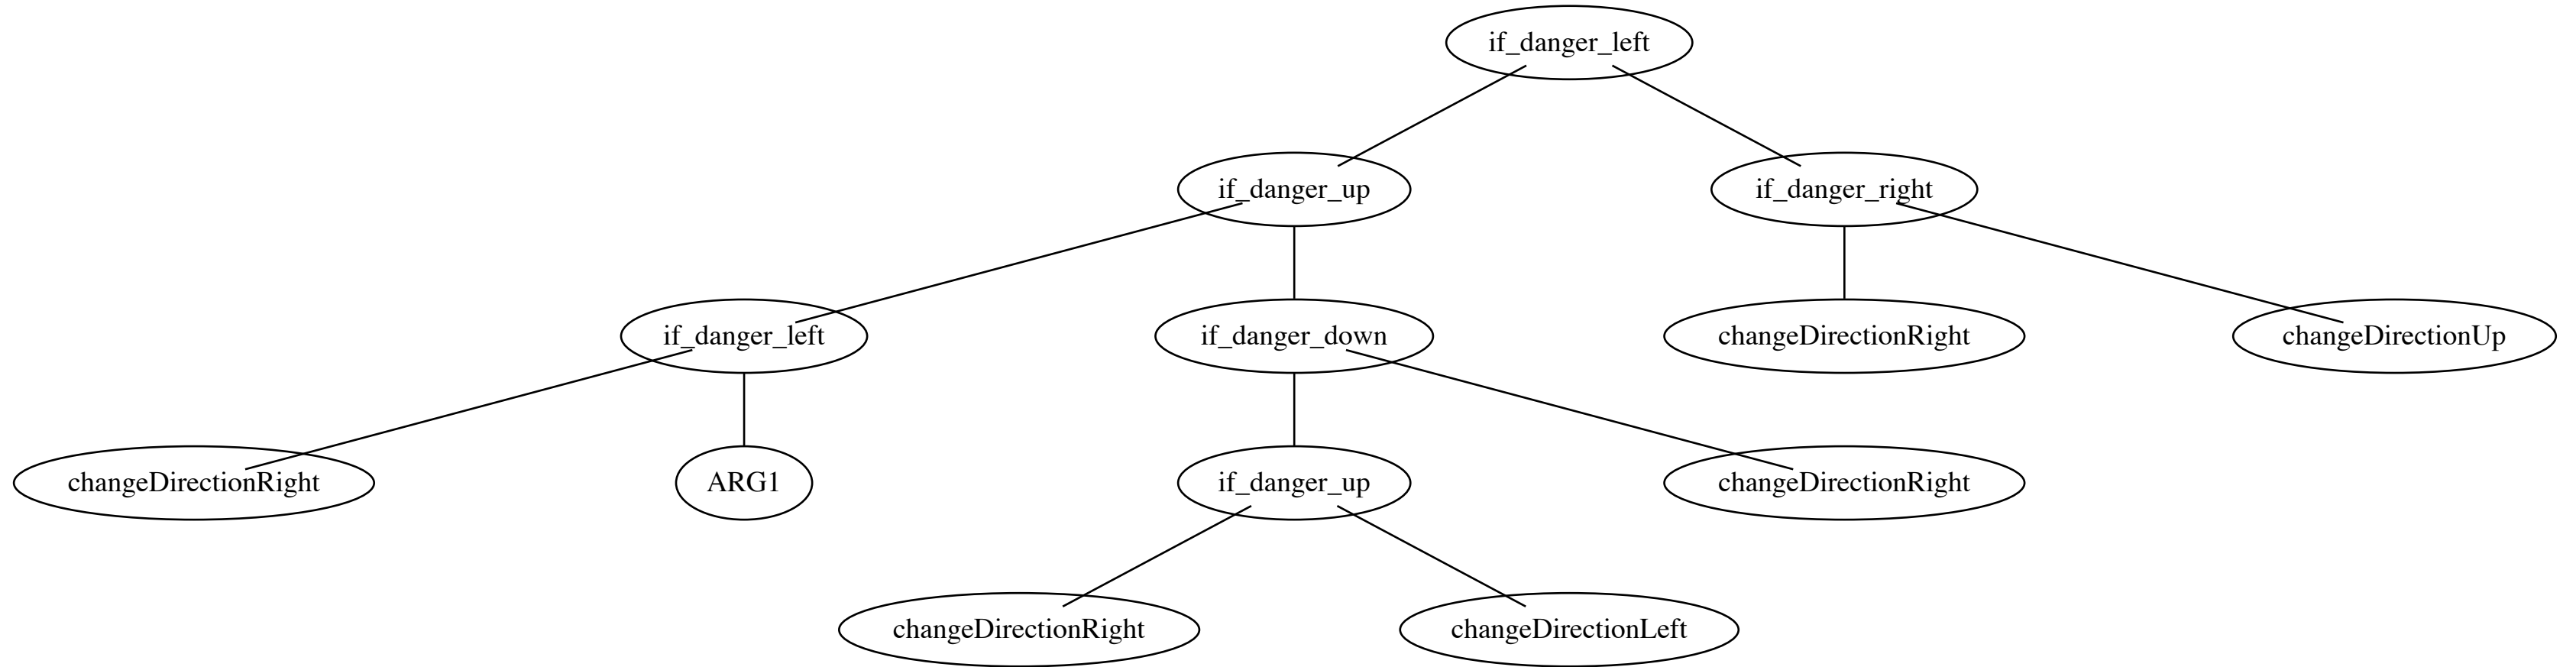 if_danger_left
if_danger_up
if_danger_right
if_danger_left
if_danger_down
changeDirectionRight
changeDirectionUp
changeDirectionRight
ARG1
if_danger_up
changeDirectionRight
changeDirectionRight
changeDirectionLeft